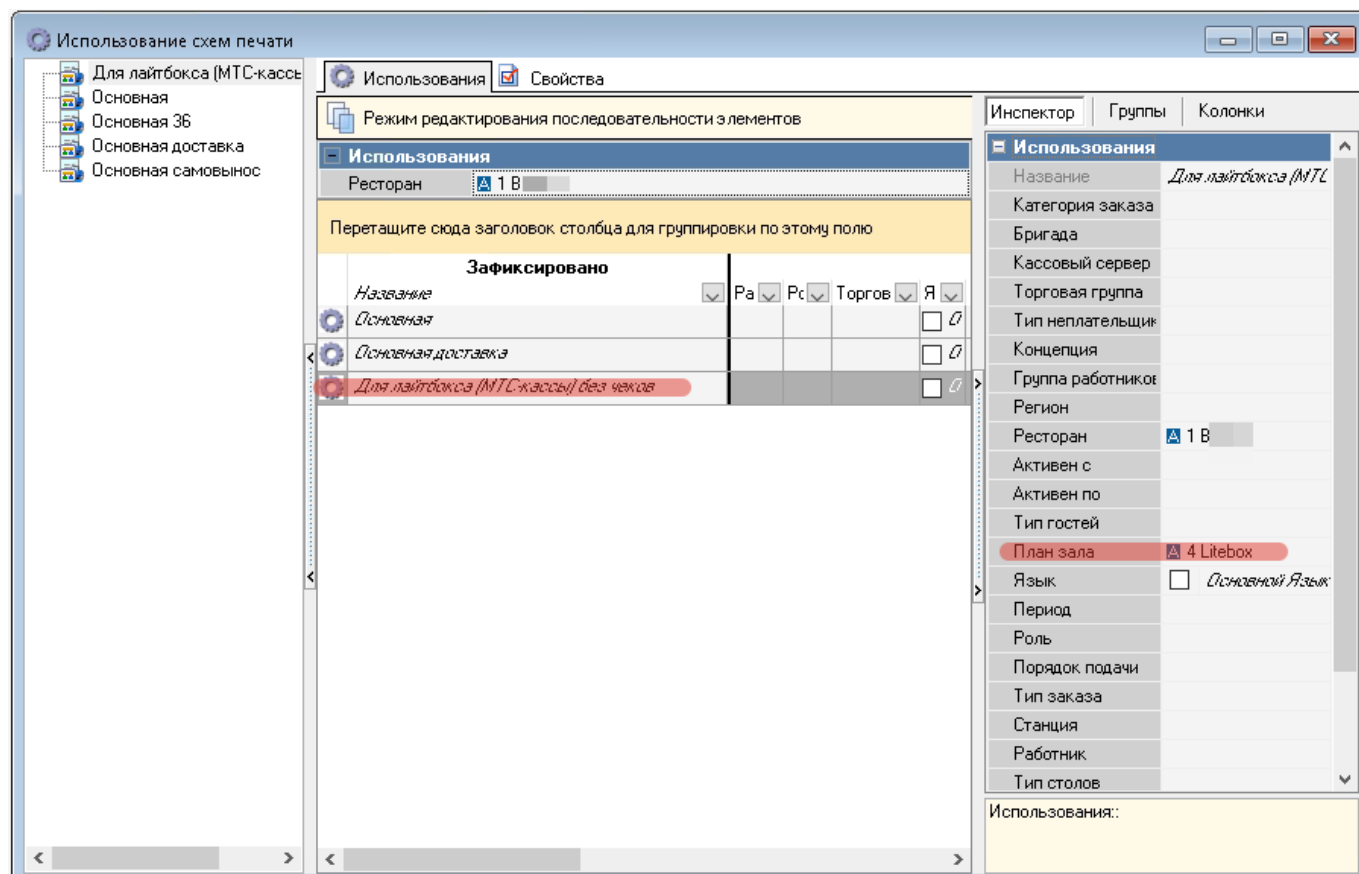 Использование схем печати
Для лайтбокса (МТС-кассы
Основная
Основная 36
Основная доставка
Основная самовынос
Использования
Свойства
Режим редактирования последовательности элементов
Использования
Ресторан A 1 В
Перетащите сюда заголовок столбца для группировки по этому полю
Зафиксировано
Название Ра Рс Торгов Я
Основная
Основная доставка
Для лайтбокса (МТС-кассы) без чеков
Инспектор Группы Колонки
Использования
Название Для лайтбокса (МТС
Категория заказа
Бригада
Кассовый сервер
Торговая группа
Тип неплательщик
Концепция
Группа работников
Регион
Ресторан A 1 В
Активен с
Активен по
Тип гостей
План зала A 4 Litebox
Язык Основной Язык
Период
Роль
Порядок подачи
Тип заказа
Станция
Работник
Тип столов
Использования::